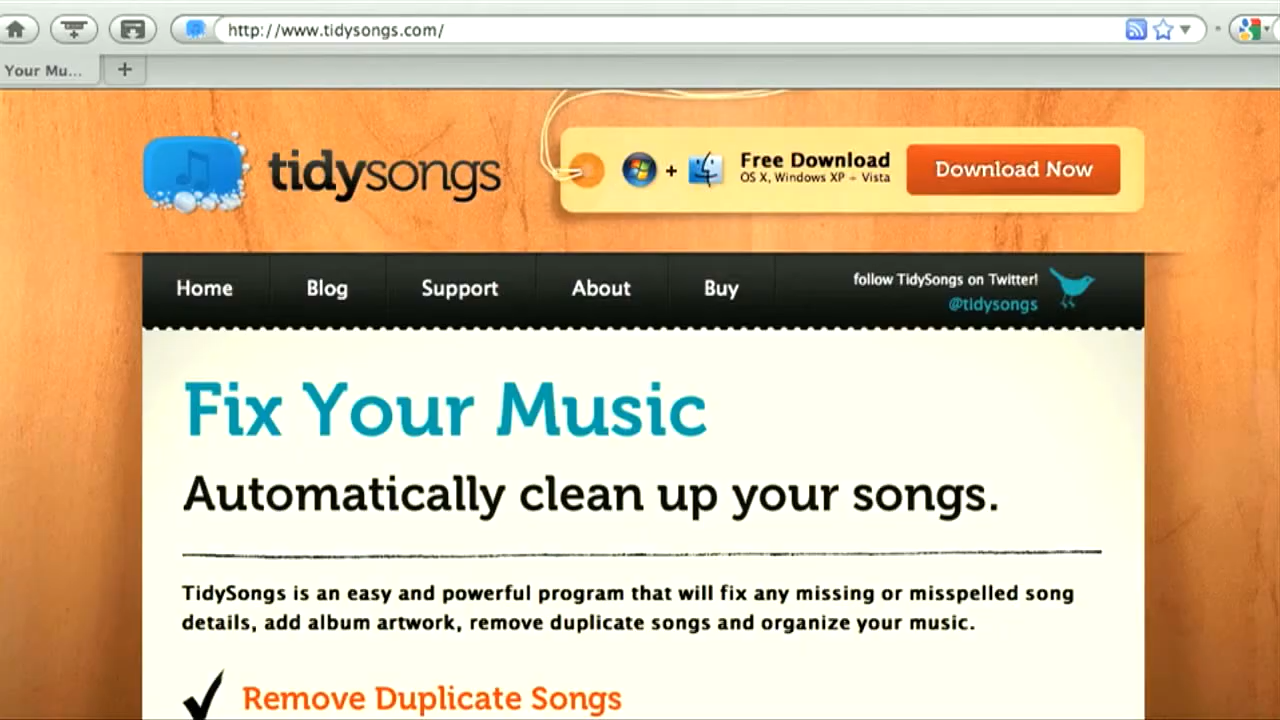 http://www.tidysongs.com/
Your Mu...
tidysongs
Free Download
OS X, Windows XP – Vista
Download Now
Home
Blog
Support
About
Buy
follow TidySongs on Twitter!
@tidysongs
Fix Your Music
Automatically clean up your songs.
TidySongs is an easy and powerful program that will fix any missing or misspelled song
details, add album artwork, remove duplicate songs and organize your music.
Remove Duplicate Songs